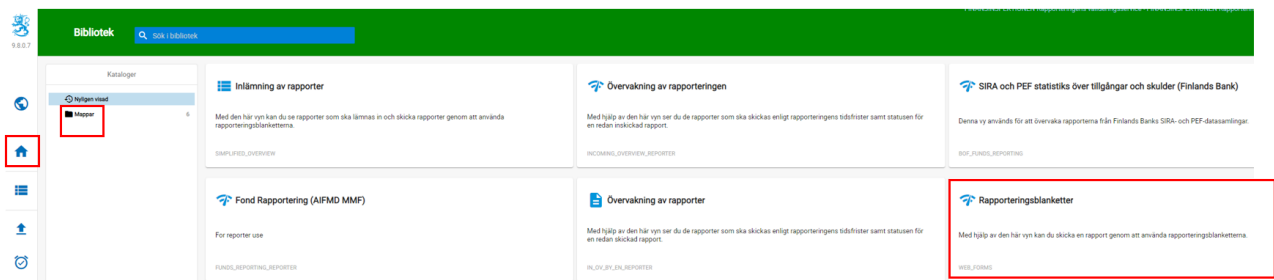 9.8.0.7
Bibliotek
Sök i bibliotek
Kataloger
Nyligen visad
Mappar 6
Inlämning av rapporter
Med den här vyn kan du se rapporter som ska lämnas in och skicka rapporter genom att använda
rapporteringsblanketterna.
SIMPLIFIED_OVERVIEW
Övervakning av rapporteringen
Med hjälp av den här vyn ser du de rapporter som ska skickas enligt rapporteringens tidsfrister samt statusen för
en redan inskickad rapport.
INCOMING_OVERVIEW_REPORTER
SIRA och PEF statistiks över tillgångar och skulder (Finlands Bank)
Denna vy används för att övervaka rapporterna från Finlands Banks SIRA- och PEF-datasamlingar.
BOF_FUNDS_REPORTING
Fond Rapportering (AIFMD MMF)
For reporter use
FUNDS_REPORTING_REPORTER
Övervakning av rapporter
Med hjälp av den här vyn ser du de rapporter som ska skickas enligt rapporteringens tidsfrister samt statusen för
en redan skickad rapport.
IN_OV_BY_EN_REPORTER
Rapporteringsblanketter
Med hjälp av den här vyn kan du skicka en rapport genom att använda rapporteringsblanketterna.
WEB_FORMS